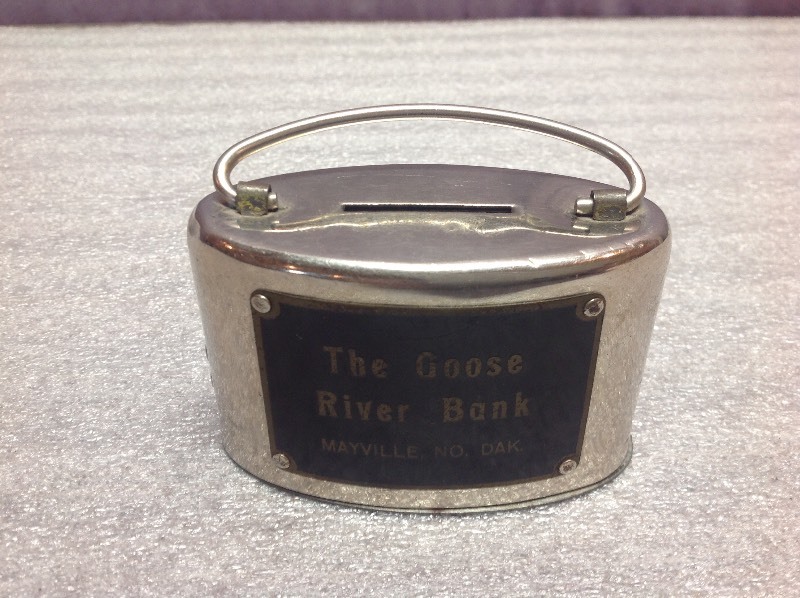 The Goose
River Bank
MAYVILLE, NO. DAK.